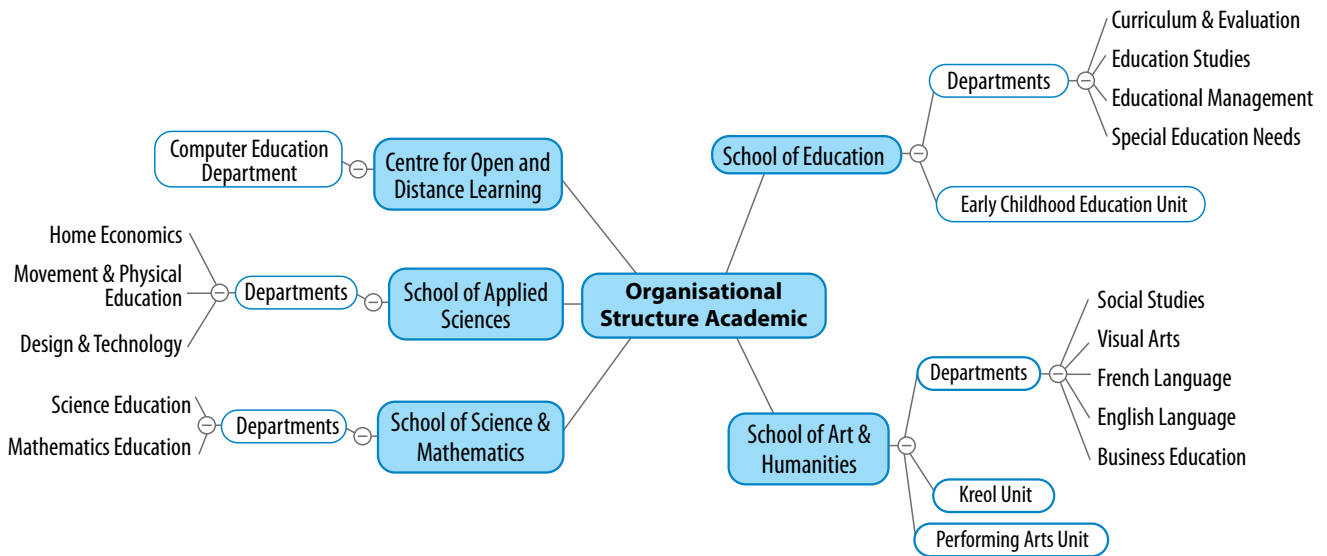 Organisational
Structure Academic
Centre for Open and
Distance Learning
Computer Education
Department
School of Applied
Sciences
Departments
Home Economics
Movement & Physical
Education
Design & Technology
School of Science &
Mathematics
Departments
Science Education
Mathematics Education
School of Education
Departments
Curriculum & Evaluation
Education Studies
Educational Management
Special Education Needs
Early Childhood Education Unit
School of Art &
Humanities
Departments
Social Studies
Visual Arts
French Language
English Language
Business Education
Kreol Unit
Performing Arts Unit